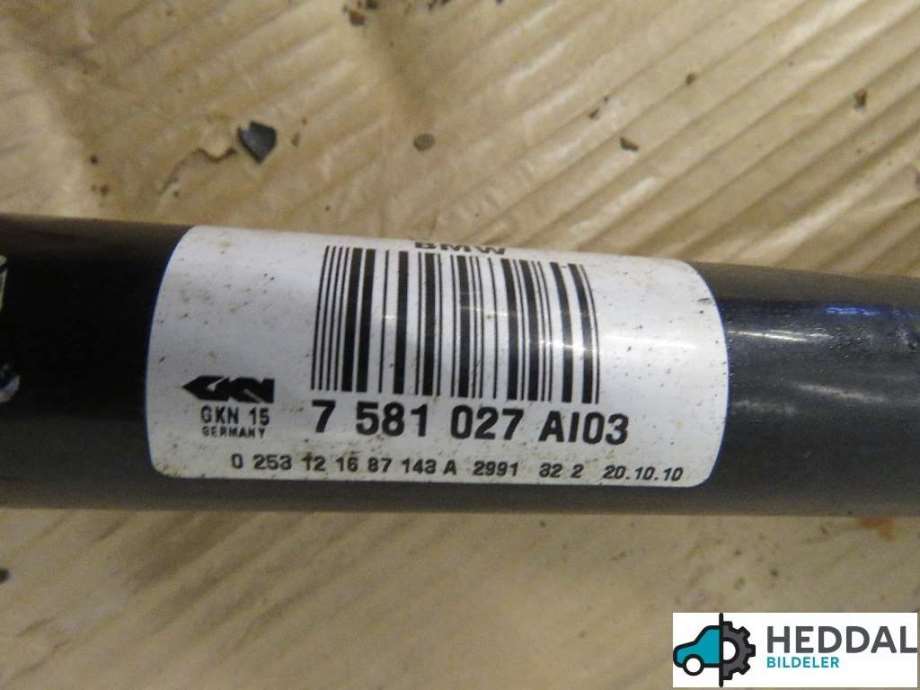 BMW
GKN
GKN 15
GERMANY
7 581 027 AI03
0 253 12 16 87 143 A 2991 32 2 20.10.10
HEDDAL
BILDELER